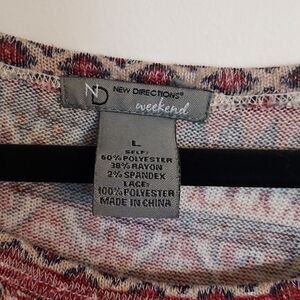 ND NEW DIRECTIONS®
weekend
L
SELF:
60% POLYESTER
38% RAYON
2% SPANDEX
LACE:
100% POLYESTER
MADE IN CHINA